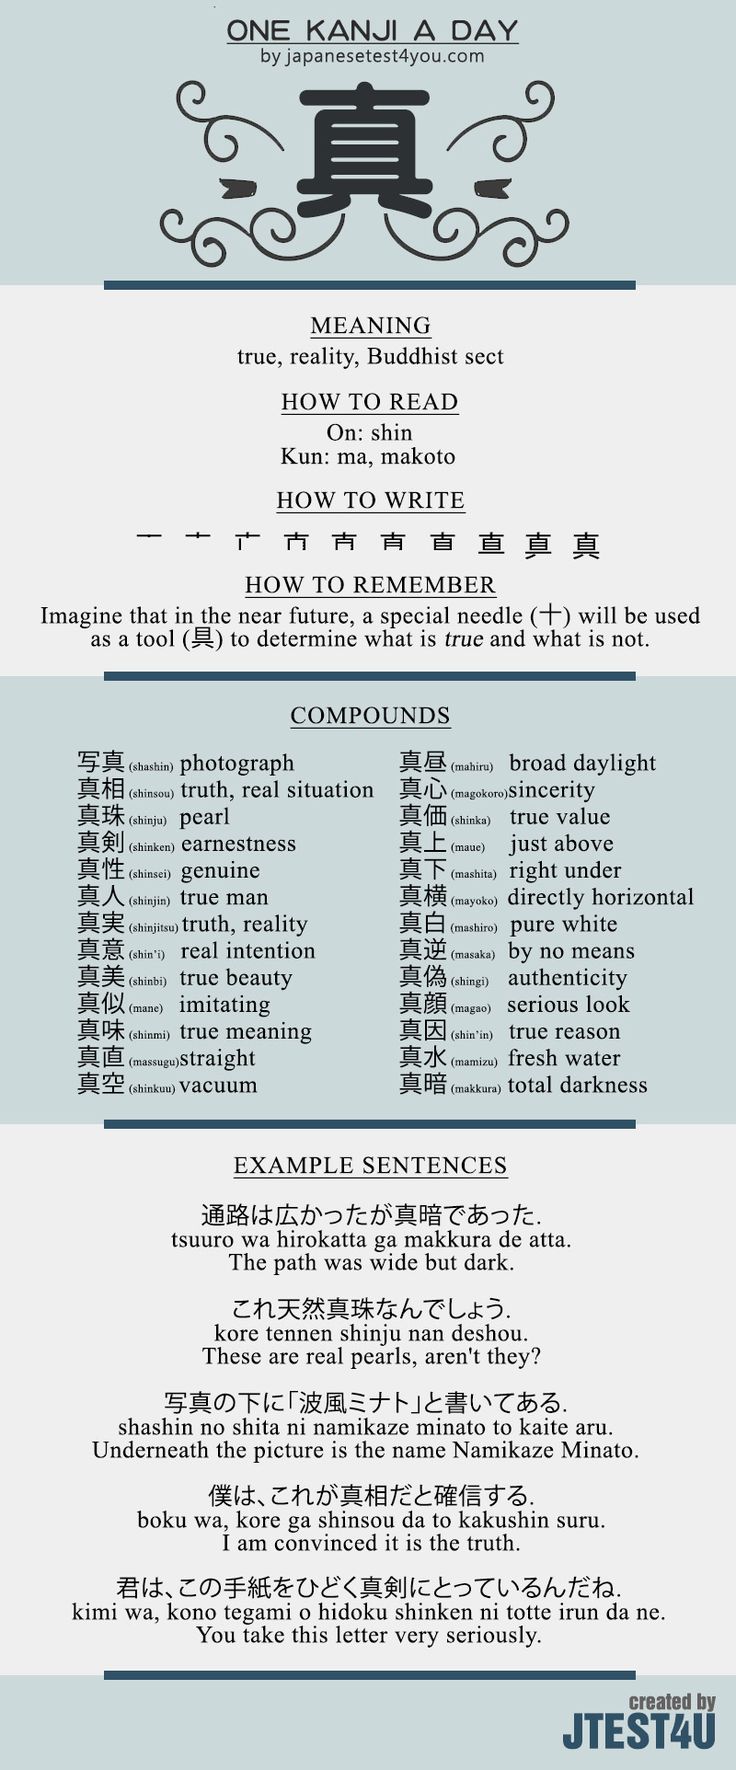 ONE KANJI A DAY
by japanesetest4you.com
真
MEANING
true, reality, Buddhist sect
HOW TO READ
On: shin
Kun: ma, makoto
HOW TO WRITE
真
HOW TO REMEMBER
Imagine that in the near future, a special needle (十) will be used
as a tool (具) to determine what is true and what is not.
COMPOUNDS
写真 (shashin) photograph
真相 (shinsou) truth, real situation
真珠 (shinju) pearl
真剣 (shinken) earnestness
真性 (shinsei) genuine
真人 (shinjin) true man
真実 (shinjitsu) truth, reality
真意 (shin'i) real intention
真美 (shinbi) true beauty
真似 (mane) imitating
真味 (shinmi) true meaning
真直 (massugu) straight
真空 (shinkuu) vacuum
真昼 (mahiru) broad daylight
真心 (magokoro) sincerity
真価 (shinka) true value
真上 (maue) just above
真下 (mashita) right under
真横 (mayoko) directly horizontal
真白 (mashiro) pure white
真逆 (masaka) by no means
真偽 (shingi) authenticity
真顔 (magao) serious look
真因 (shin'in) true reason
真水 (mamizu) fresh water
真暗 (makkura) total darkness
EXAMPLE SENTENCES
通路は広かったが真暗であった.
tsuuro wa hirokatta ga makkura de atta.
The path was wide but dark.
これ天然真珠なんでしょう.
kore tennen shinju nan deshou.
These are real pearls, aren't they?
写真の下に「波風ミナト」と書いてある.
shashin no shita ni namikaze minato to kaite aru.
Underneath the picture is the name Namikaze Minato.
僕は、これが真相だと確信する.
boku wa, kore ga shinsou da to kakushin suru.
I am convinced it is the truth.
君は、この手紙をひどく真剣にとっているんだね.
kimi wa, kono tegami o hidoku shinken ni totte irun da ne.
You take this letter very seriously.
created by
JTEST4U